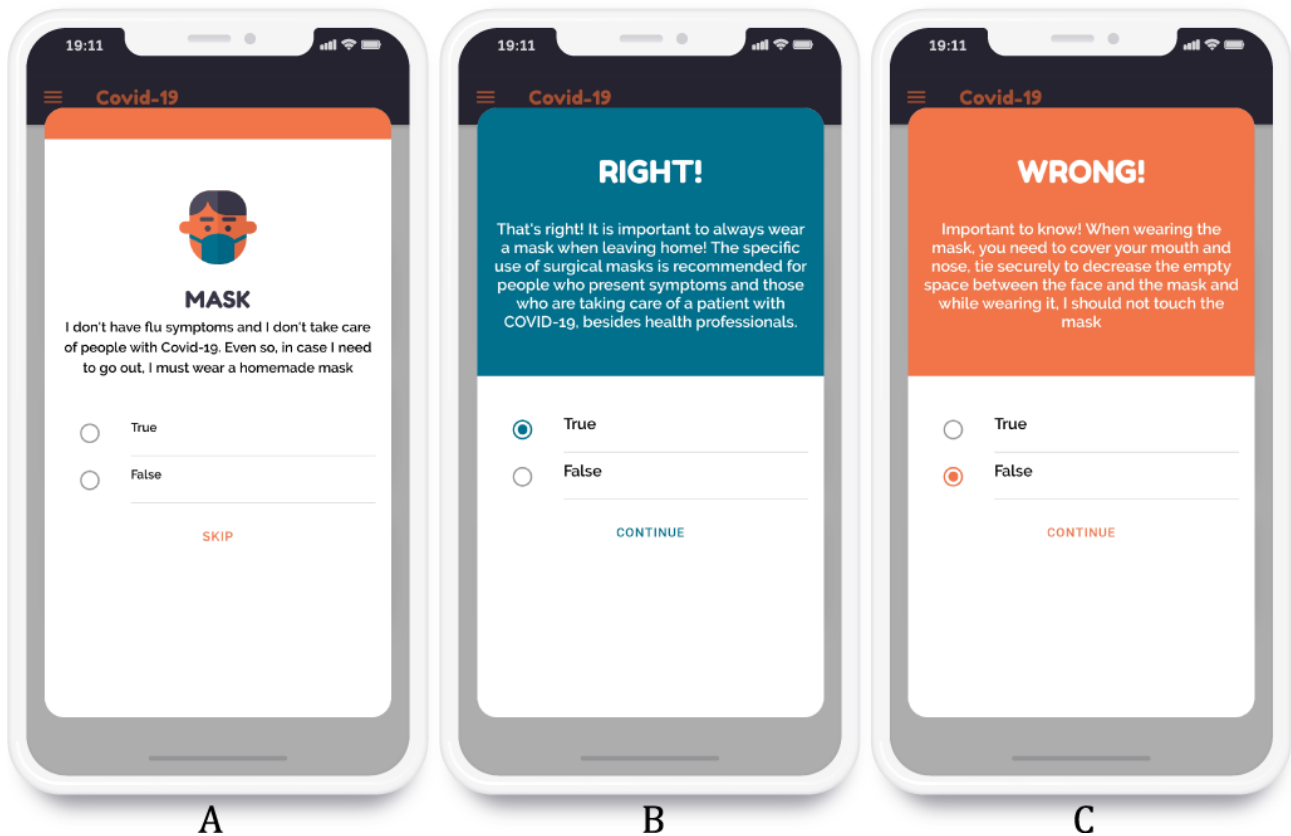 19:11
Covid-19
MASK
I don't have flu symptoms and I don't take care
of people with Covid-19. Even so, in case I need
to go out, I must wear a homemade mask
True
False
SKIP
A
19:11
Covid-19
RIGHT!
That's right! It is important to always wear
a mask when leaving home! The specific
use of surgical masks is recommended for
people who present symptoms and those
who are taking care of a patient with
COVID-19, besides health professionals.
True
False
CONTINUE
B
19:11
Covid-19
WRONG!
Important to know! When wearing the
mask, you need to cover your mouth and
nose, tie securely to decrease the empty
space between the face and the mask and
while wearing it, I should not touch the
mask
True
False
CONTINUE
C